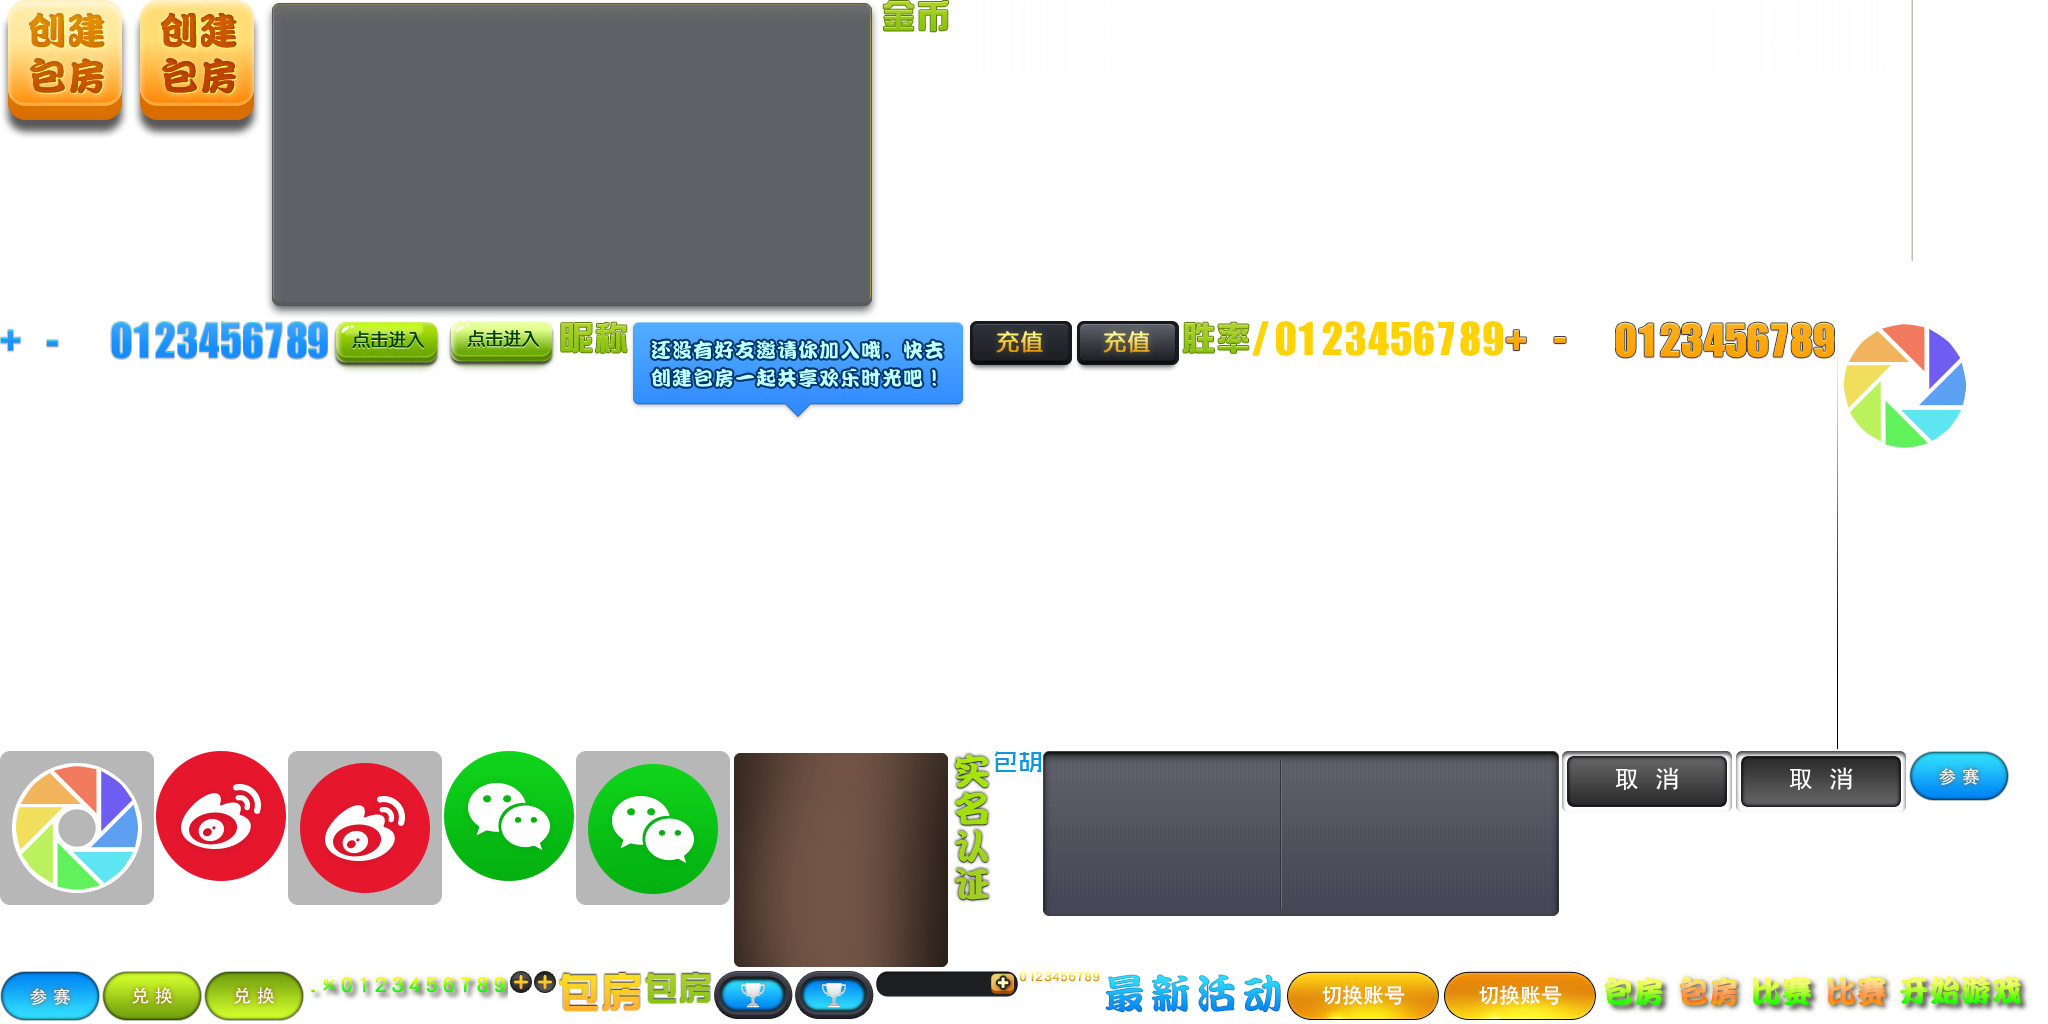 创建
包房
创建
包房
金币
+ - 0123456789
点击进入
点击进入
昵称
还没有好友邀请你加入哦，快去
创建包房一起共享欢乐时光吧！
充值
充值
胜率
/0123456789
+ - 0123456789
实名认证
包胡
取 消
取 消
参 赛
参 赛
兑 换
兑 换
.%0123456789
包房
包房
0123456789
最新活动
切换账号
切换账号
包房
包房
比赛
比赛
开始游戏